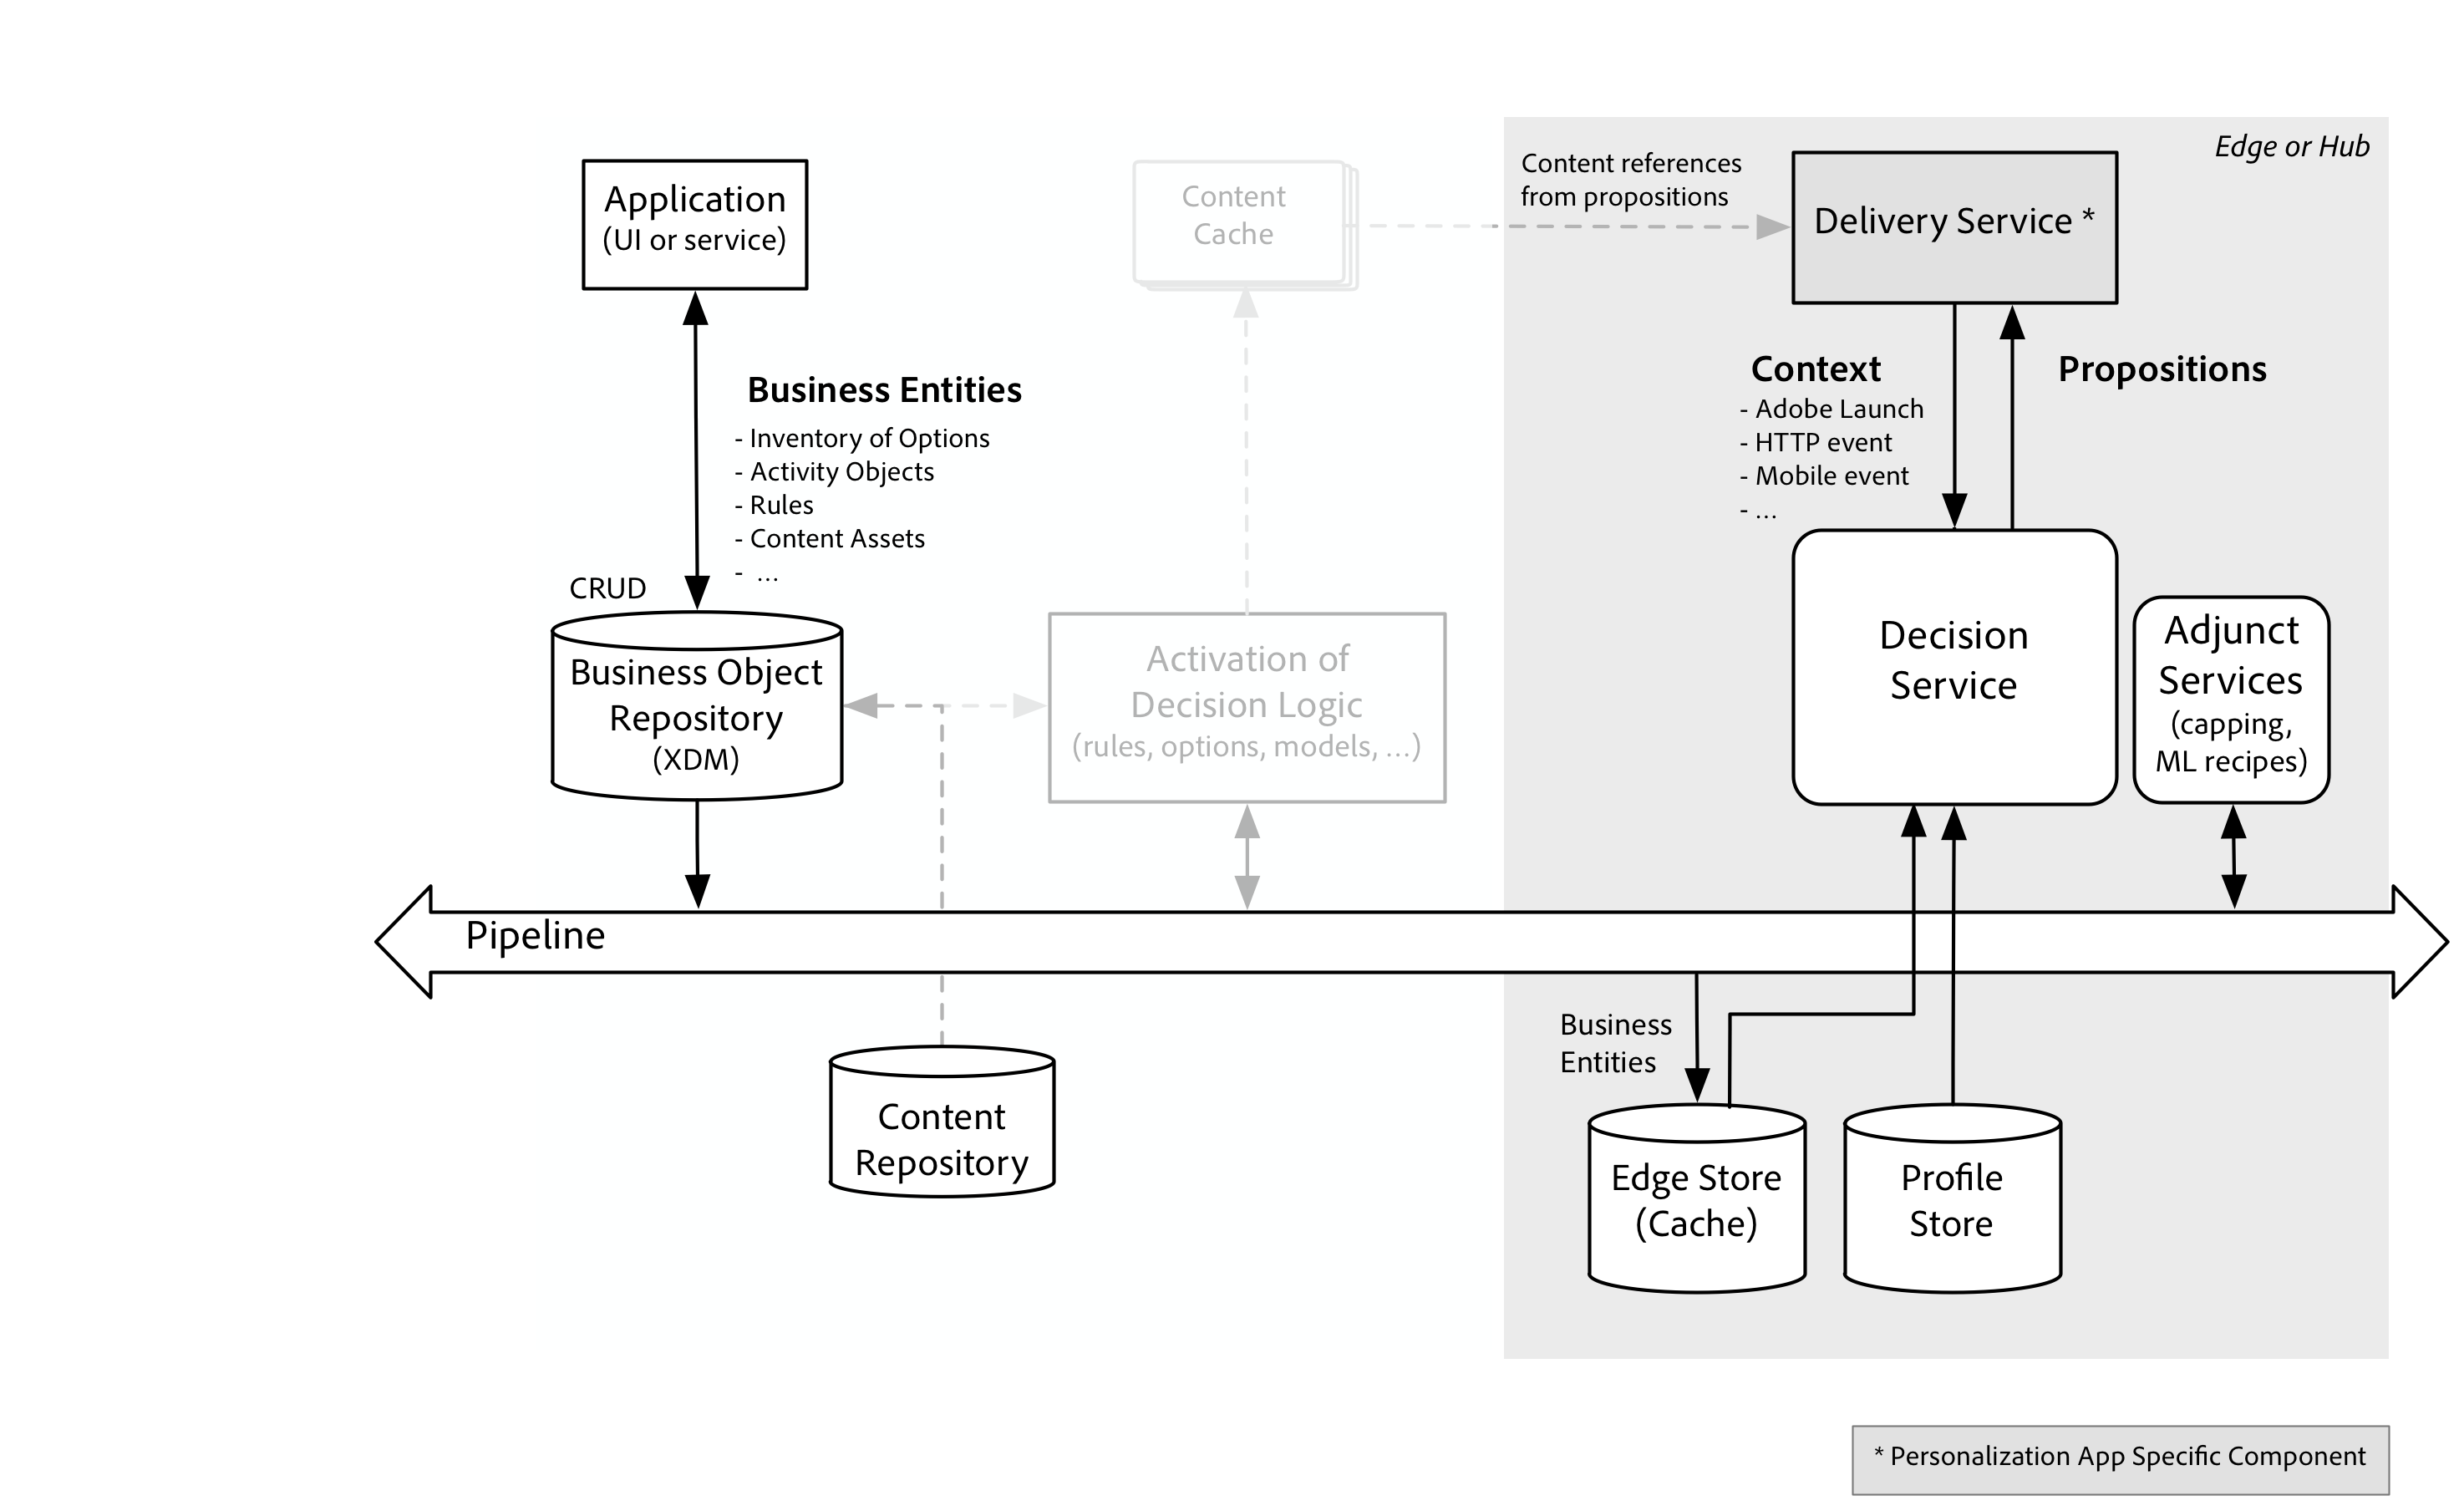 Edge or Hub
Application
(UI or service)
Content
Cache
Content references
from propositions
Delivery Service *
Business Entities
- Inventory of Options
- Activity Objects
- Rules
- Content Assets
- ...
Context
- Adobe Launch
- HTTP event
- Mobile event
- ...
Propositions
CRUD
Business Object
Repository
(XDM)
Activation of
Decision Logic
(rules, options, models, ...)
Decision
Service
Adjunct
Services
(capping,
ML recipes)
Pipeline
Content
Repository
Business
Entities
Edge Store
(Cache)
Profile
Store
* Personalization App Specific Component